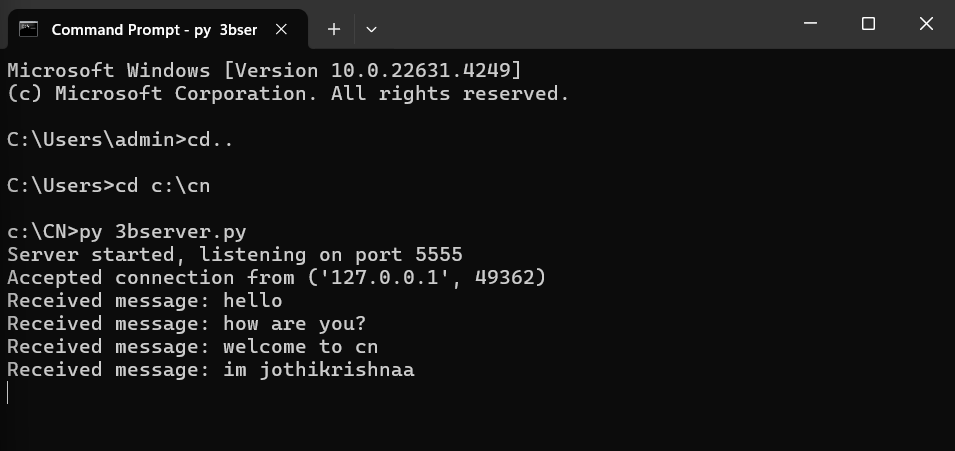 Command Prompt - py 3bser
Microsoft Windows [Version 10.0.22631.4249]
(c) Microsoft Corporation. All rights reserved.
C:\Users\admin>cd..
C:\Users>cd c:\cn
c:\CN>py 3bserver.py
Server started, listening on port 5555
Accepted connection from ('127.0.0.1', 49362)
Received message: hello
Received message: how are you?
Received message: welcome to cn
Received message: im jothikrishnaa